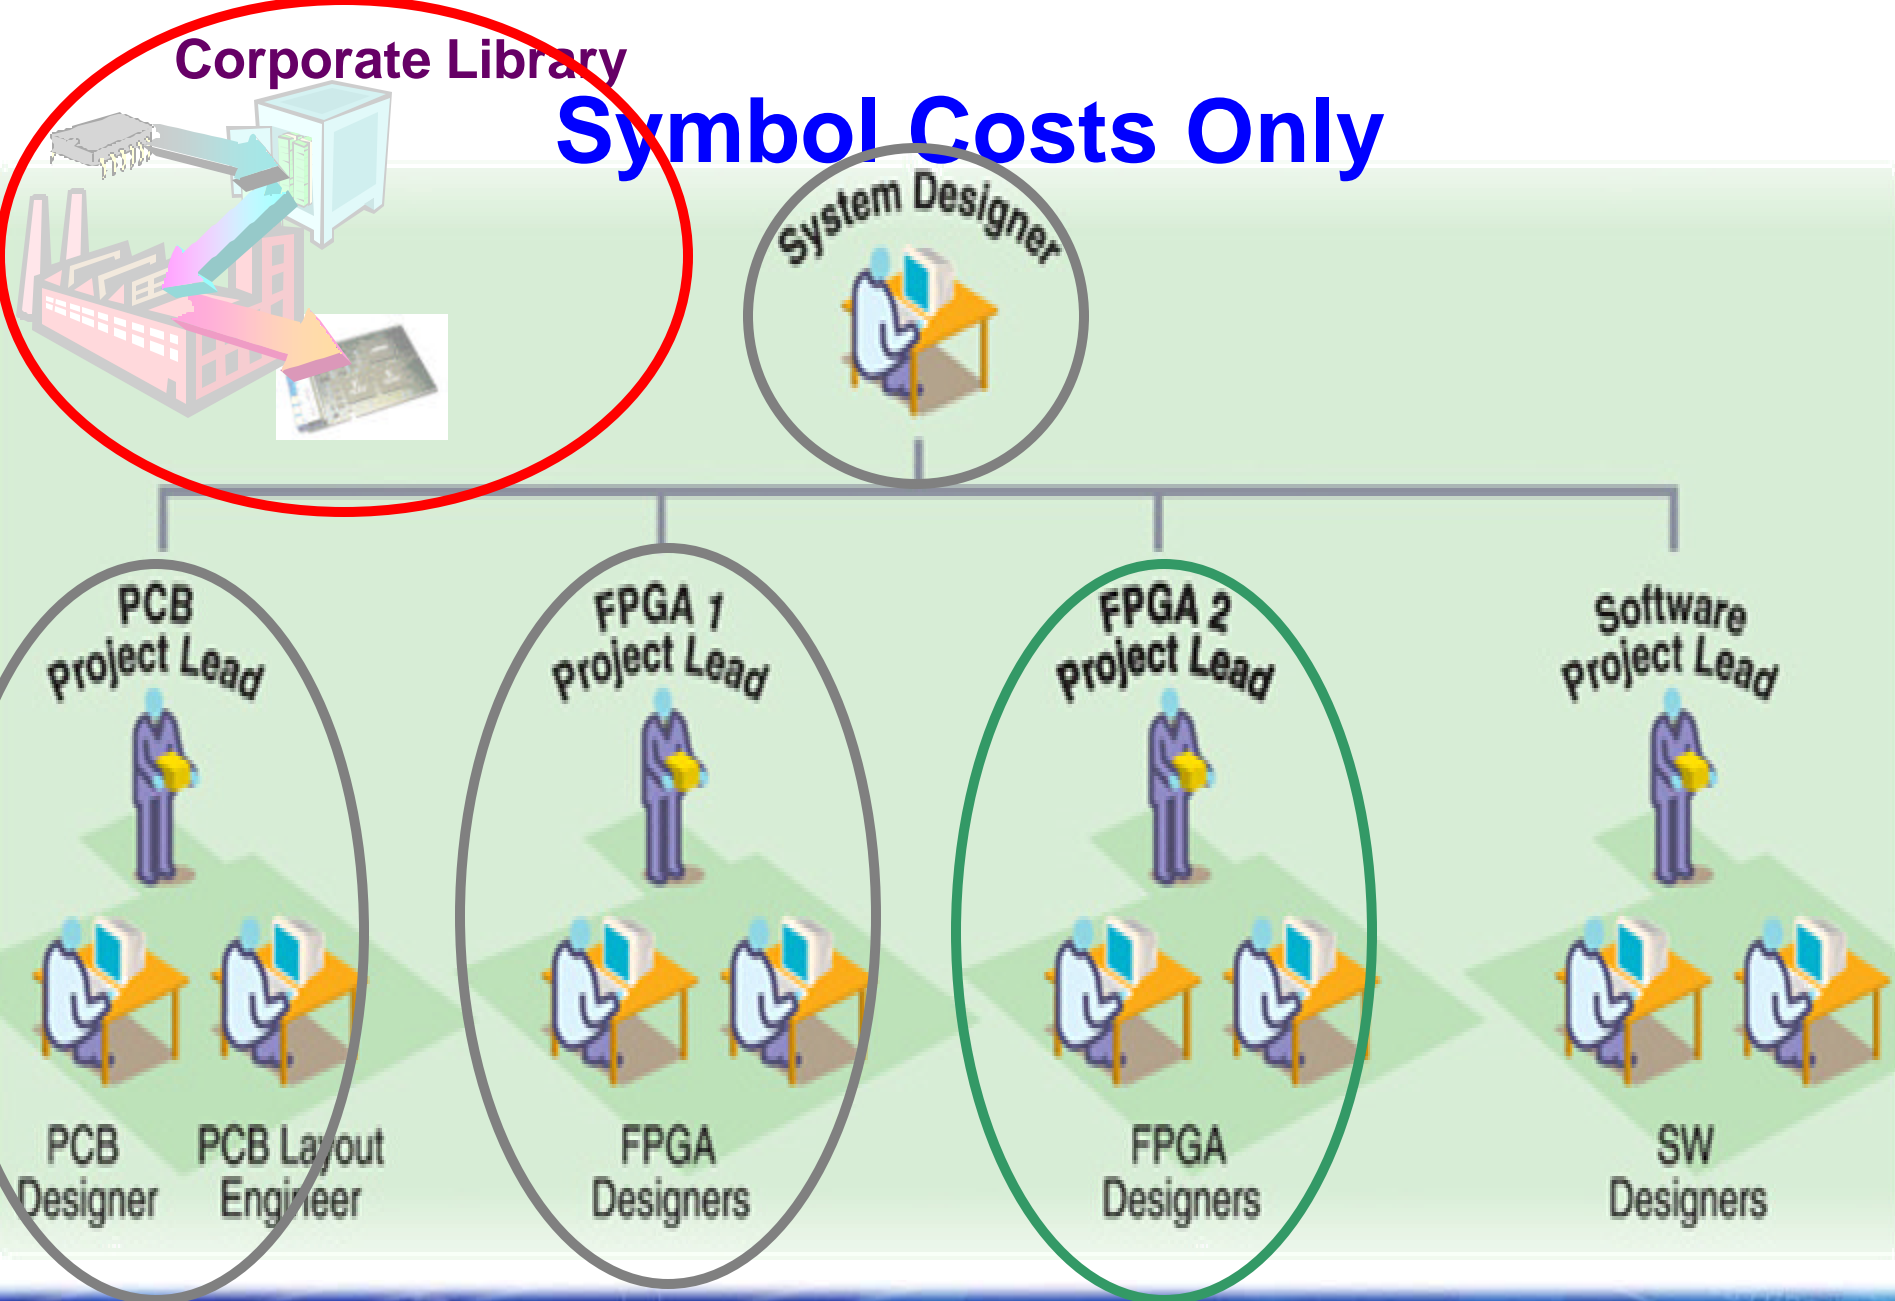 Corporate Library
Symbol Costs Only
System Designer
PCB
Project Lead
FPGA 1
Project Lead
FPGA 2
Project Lead
Software
Project Lead
PCB
Designer
PCB Layout
Engineer
FPGA
Designers
FPGA
Designers
SW
Designers